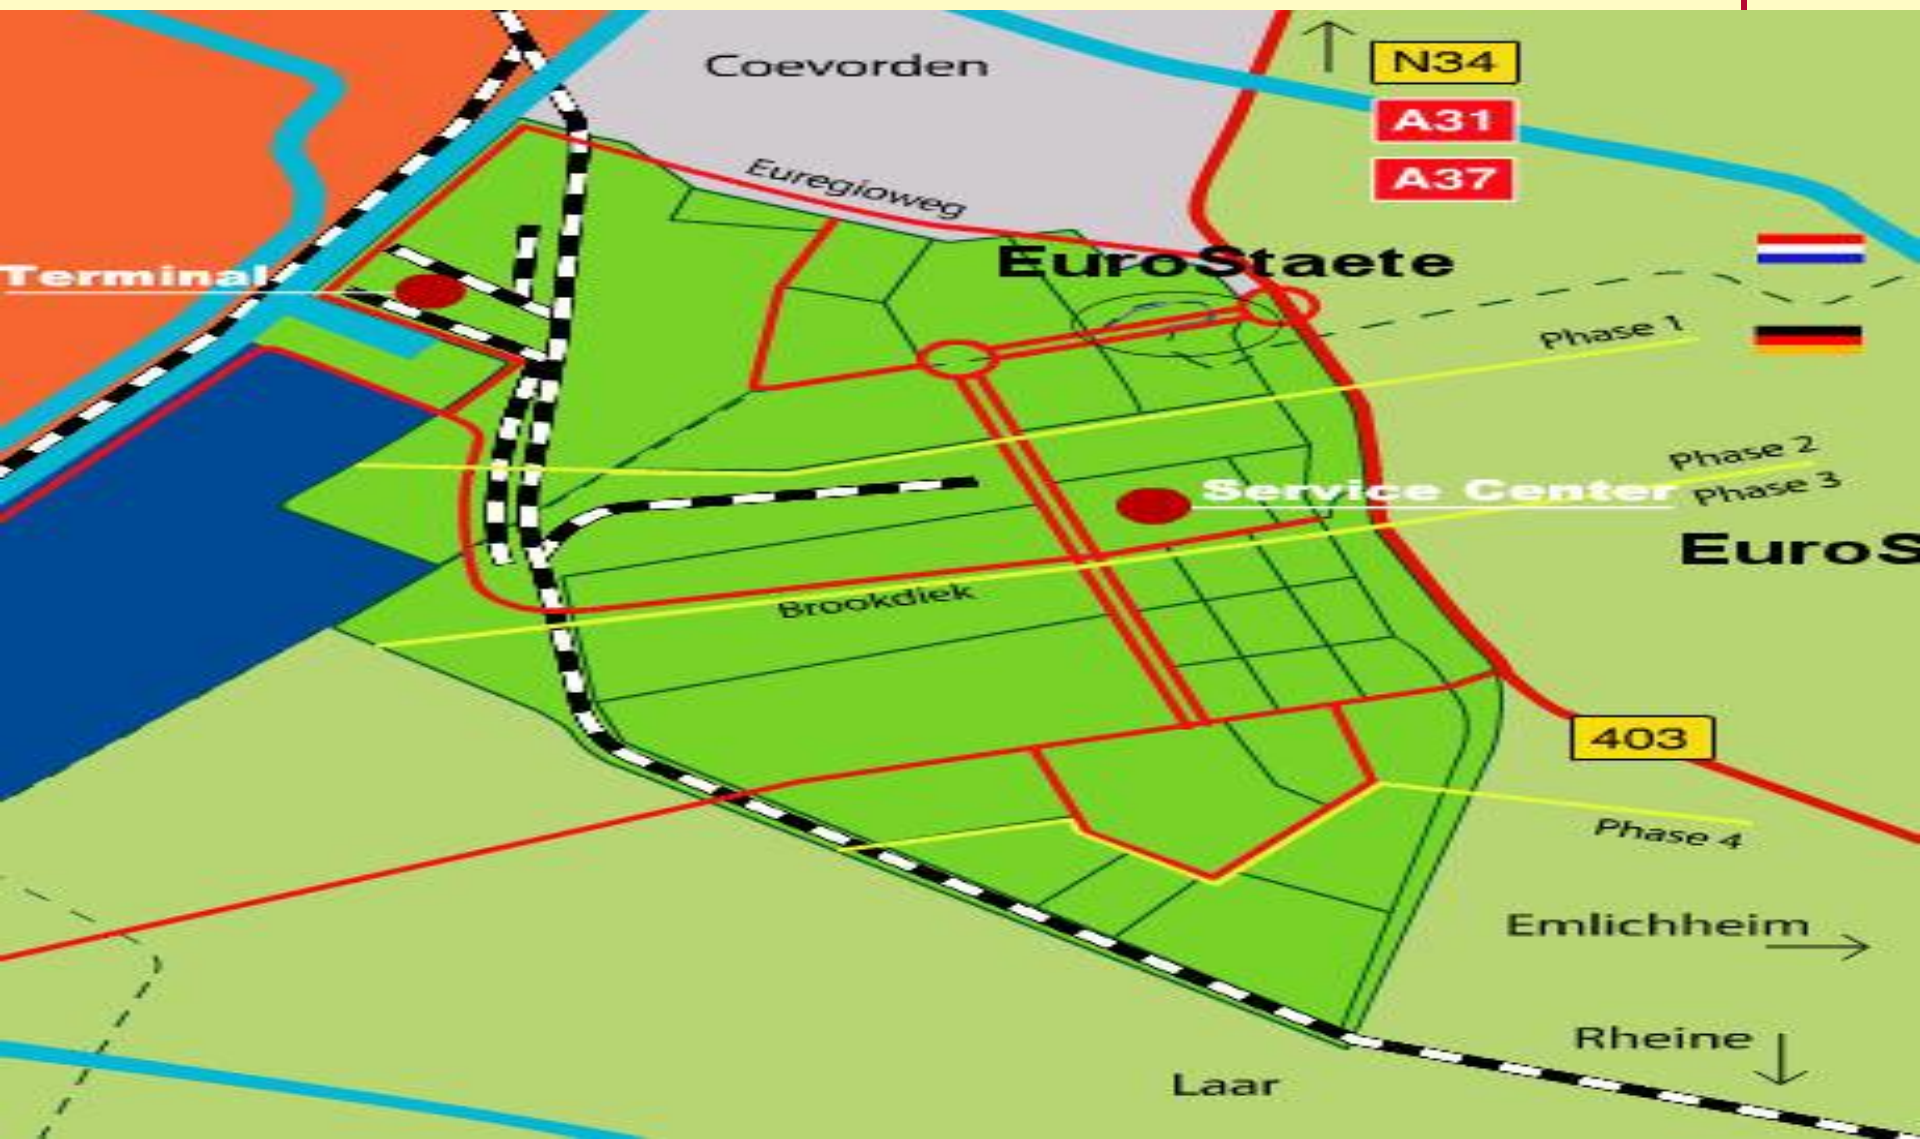 Coevorden
N34
A31
A37
Euregioweg
EuroStaete
Terminal
Phase 1
Phase 2
Service Center
Phase 3
EuroS
Brookdiek
403
Phase 4
Emlichheim
Rheine
Laar